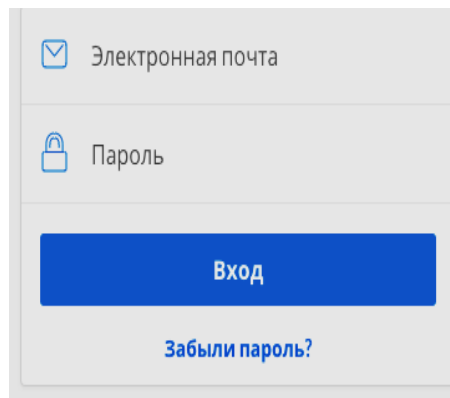 Электронная почта
Пароль
Вход
Забыли пароль?